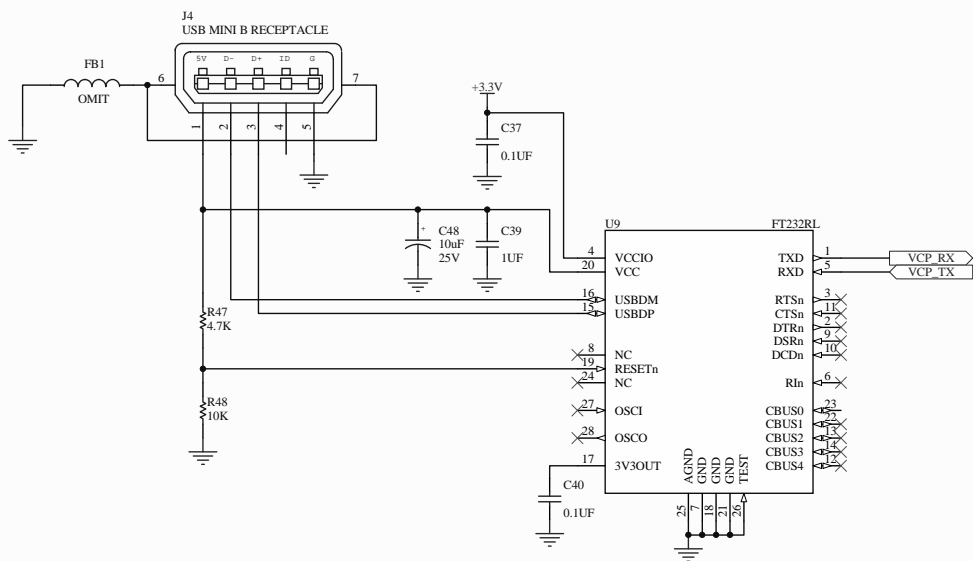 J4
USB MINI B RECEPTACLE
5V D- D+ ID G
FB1
OMIT
6
7
1
2
3
4
5
+3.3V
C37
0.1UF
C48
10uF
25V
+
C39
1UF
U9
FT232RL
4 VCCIO
20 VCC
16 USBDM
15 USBDP
8 NC
19 RESETn
24 NC
27 OSCI
28 OSCO
17 3V3OUT
TXD 1
RXD 5
VCP_RX
VCP_TX
RTSn 3
CTSn 11
DTRn 2
DSRn 9
DCDn 10
RIn 6
CBUS0 23
CBUS1 22
CBUS2 13
CBUS3 14
CBUS4 12
AGND
GND
GND
GND
TEST
25
7
18
21
26
R47
4.7K
R48
10K
C40
0.1UF